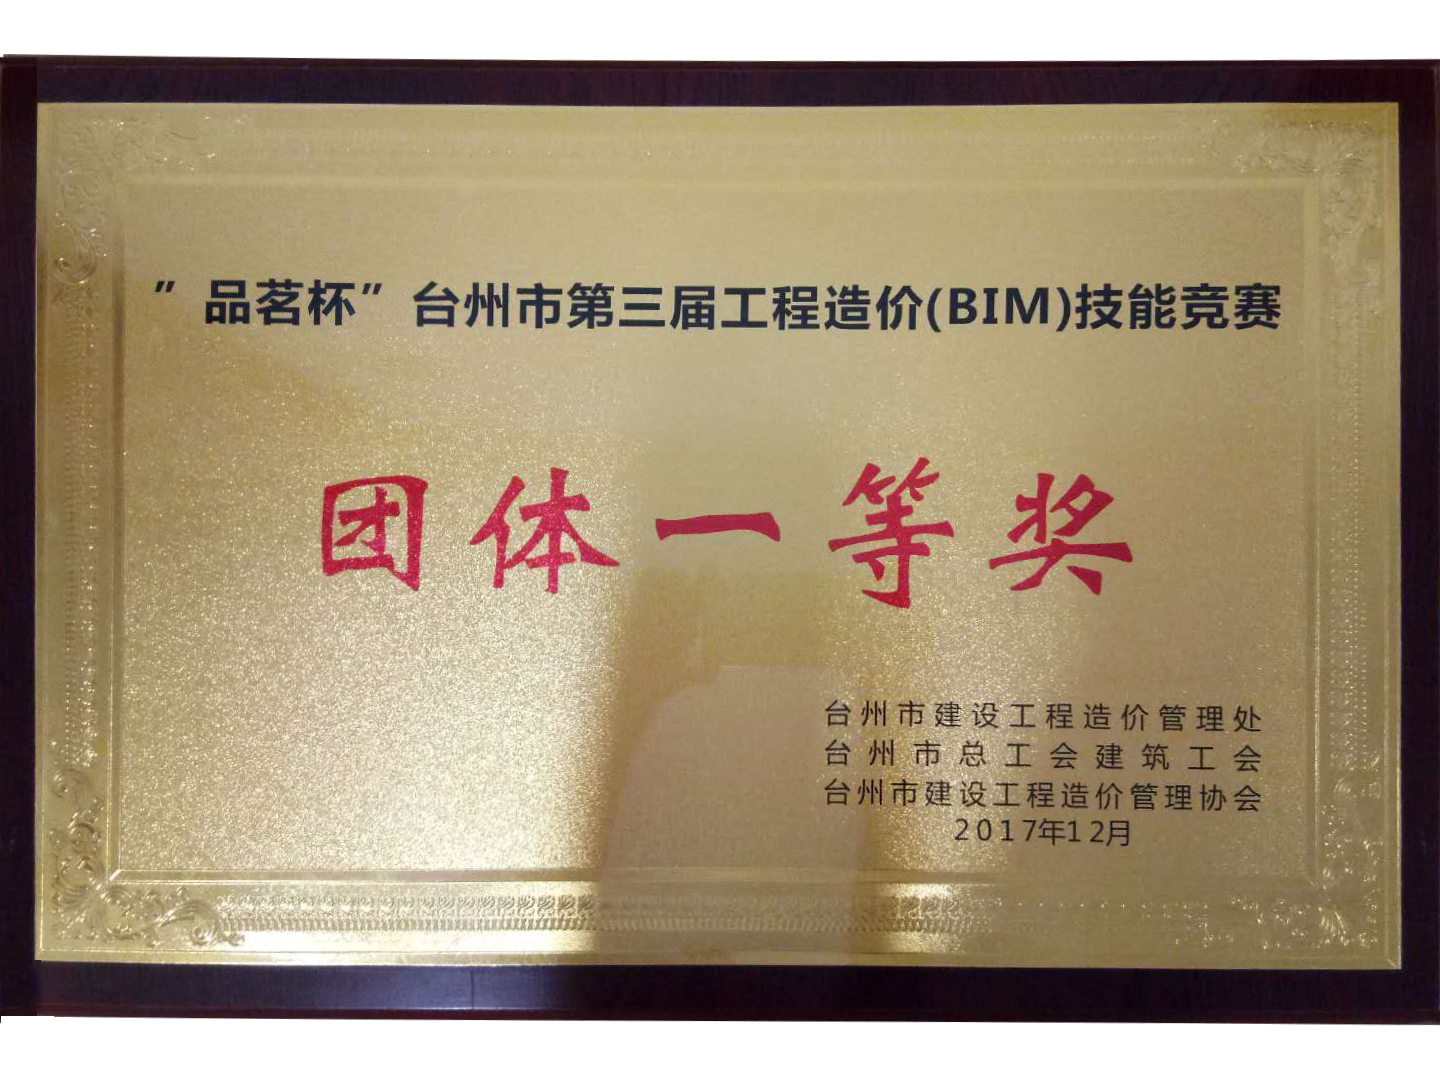 ”品茗杯”台州市第三届工程造价(BIM)技能竞赛
团体一等奖
台州市建设工程造价管理处
台州市总工会建筑工会
台州市建设工程造价管理协会
2017年12月